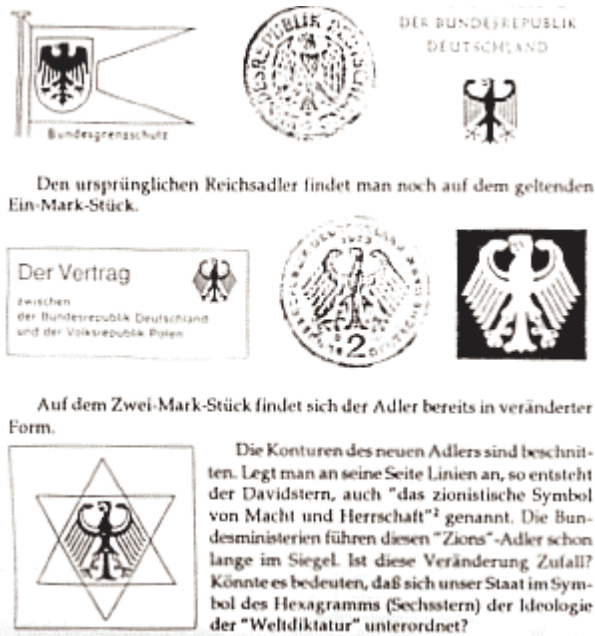 DER BUNDESREPUBLIK
DEUTSCHLAND
Bundesgrenzschutz
Den ursprünglichen Reichsadler findet man noch auf dem geltenden
Ein-Mark-Stück.
Der Vertrag
zwischen
der Bundesrepublik Deutschland
und der Volksrepublik Polen
2
Auf dem Zwei-Mark-Stück findet sich der Adler bereits in veränderter
Form.
Die Konturen des neuen Adlers sind beschnit-
ten. Legt man an seine Seite Linien an, so entsteht
der Davidstern, auch "das zionistische Symbol
von Macht und Herrschaft"² genannt. Die Bun-
desministerien führen diesen "Zions"-Adler schon
lange im Siegel. Ist diese Veränderung Zufall?
Könnte es bedeuten, daß sich unser Staat im Sym-
bol des Hexagramms (Sechsstern) der Ideologie
der "Weltdiktatur" unterordnet?